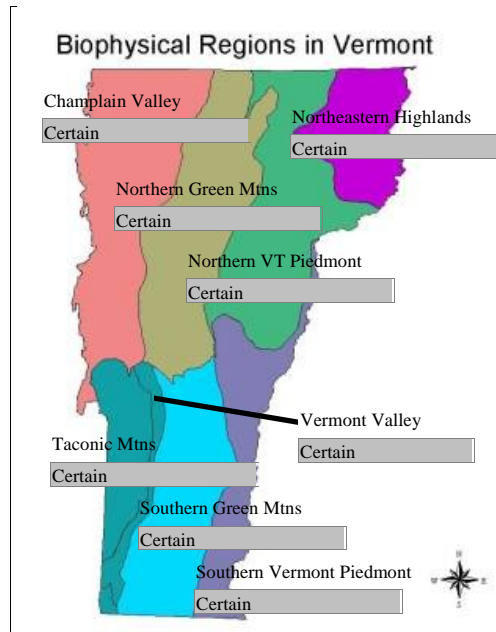 Biophysical Regions in Vermont
Champlain Valley
Certain
Northeastern Highlands
Certain
Northern Green Mtns
Certain
Northern VT Piedmont
Certain
Vermont Valley
Certain
Taconic Mtns
Certain
Southern Green Mtns
Certain
Southern Vermont Piedmont
Certain
N
W E
S